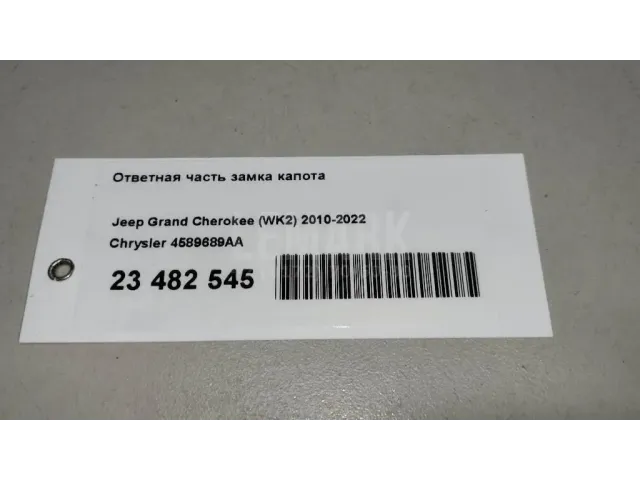 Ответная часть замка капота
Jeep Grand Cherokee (WK2) 2010-2022
Chrysler 4589689AA
23 482 545